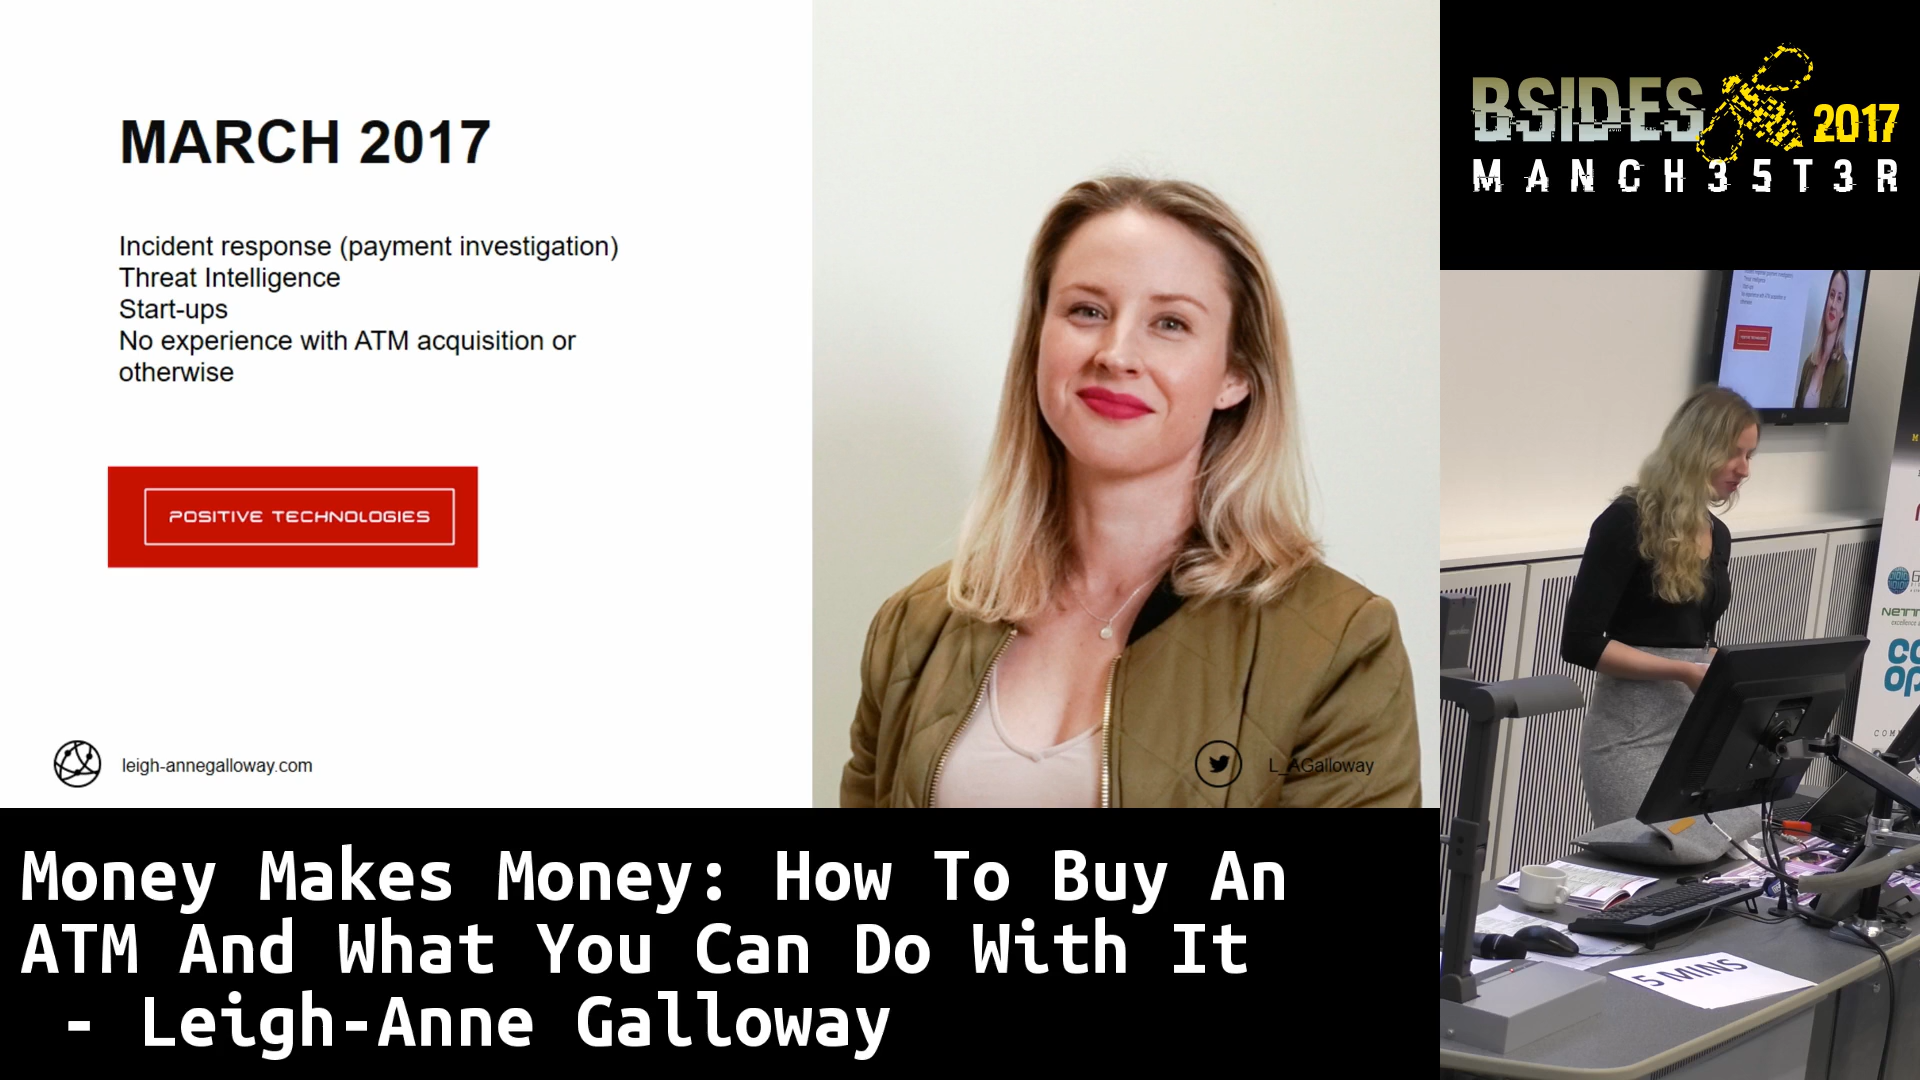 MARCH 2017
Incident response (payment investigation)
Threat Intelligence
Start-ups
No experience with ATM acquisition or
otherwise
POSITIVE TECHNOLOGIES
leigh-annegalloway.com
L_AGalloway
BSIDES 2017
MANCH35T3R
5 MINS
Money Makes Money: How To Buy An
ATM And What You Can Do With It
- Leigh-Anne Galloway